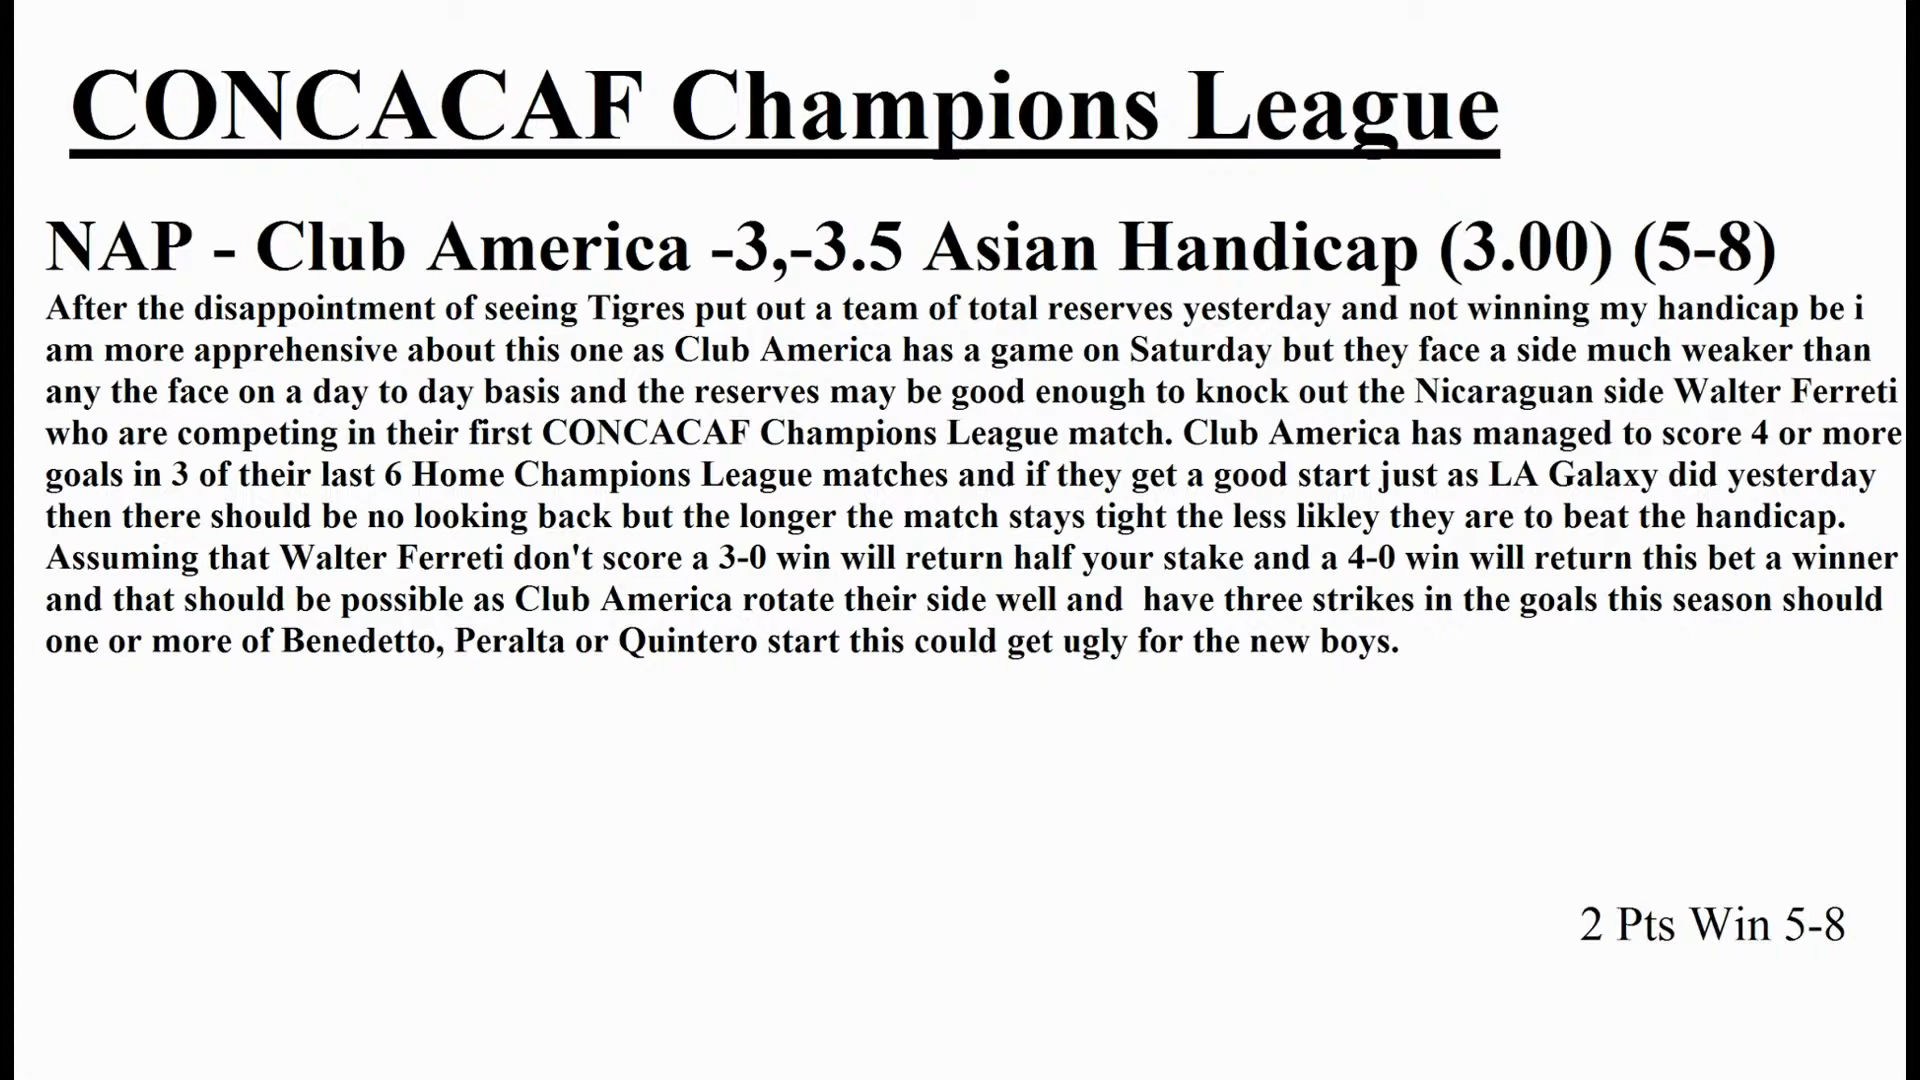 CONCACAF Champions League
NAP - Club America -3,-3.5 Asian Handicap (3.00) (5-8)
After the disappointment of seeing Tigres put out a team of total reserves yesterday and not winning my handicap be i
am more apprehensive about this one as Club America has a game on Saturday but they face a side much weaker than
any the face on a day to day basis and the reserves may be good enough to knock out the Nicaraguan side Walter Ferreti
who are competing in their first CONCACAF Champions League match. Club America has managed to score 4 or more
goals in 3 of their last 6 Home Champions League matches and if they get a good start just as LA Galaxy did yesterday
then there should be no looking back but the longer the match stays tight the less likley they are to beat the handicap.
Assuming that Walter Ferreti don't score a 3-0 win will return half your stake and a 4-0 win will return this bet a winner
and that should be possible as Club America rotate their side well and  have three strikes in the goals this season should
one or more of Benedetto, Peralta or Quintero start this could get ugly for the new boys.
2 Pts Win 5-8